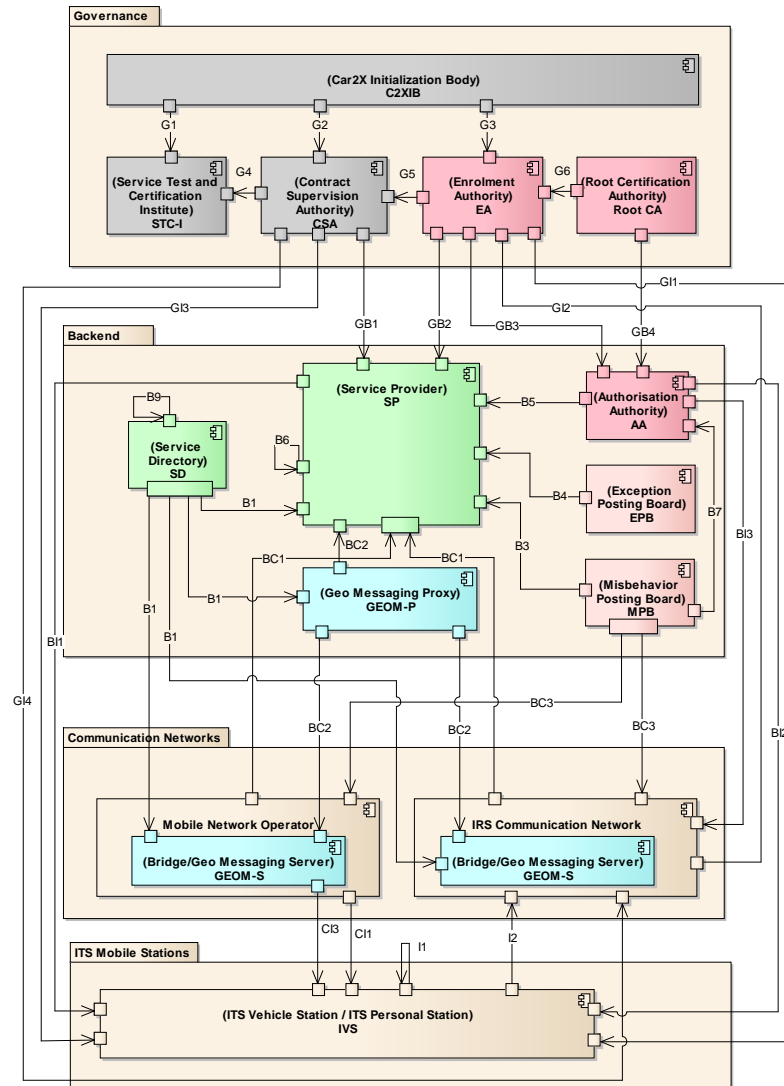 Governance
(Car2X Initialization Body)
C2XIB
G1
G2
G3
(Service Test and
Certification
Institute)
STC-I
G4
(Contract
Supervision
Authority)
CSA
G5
(Enrolment
Authority)
EA
G6
(Root Certification
Authority)
Root CA
GI1
GI3
GI2
GB1
GB2
GB3
GB4
Backend
(Service Provider)
SP
B9
(Service
Directory)
SD
B6
B5
(Authorisation
Authority)
AA
B4
(Exception
Posting Board)
EPB
B7
BI3
B1
B3
BC2
BC1
BC1
(Geo Messaging Proxy)
GEOM-P
(Misbehavior
Posting Board)
MPB
B1
B1
B1
BI1
GI4
BC3
BC2
BC2
BC3
BI2
Communication Networks
Mobile Network Operator
(Bridge/Geo Messaging Server)
GEOM-S
IRS Communication Network
(Bridge/Geo Messaging Server)
GEOM-S
CI3
CI1
I1
I2
ITS Mobile Stations
(ITS Vehicle Station / ITS Personal Station)
IVS